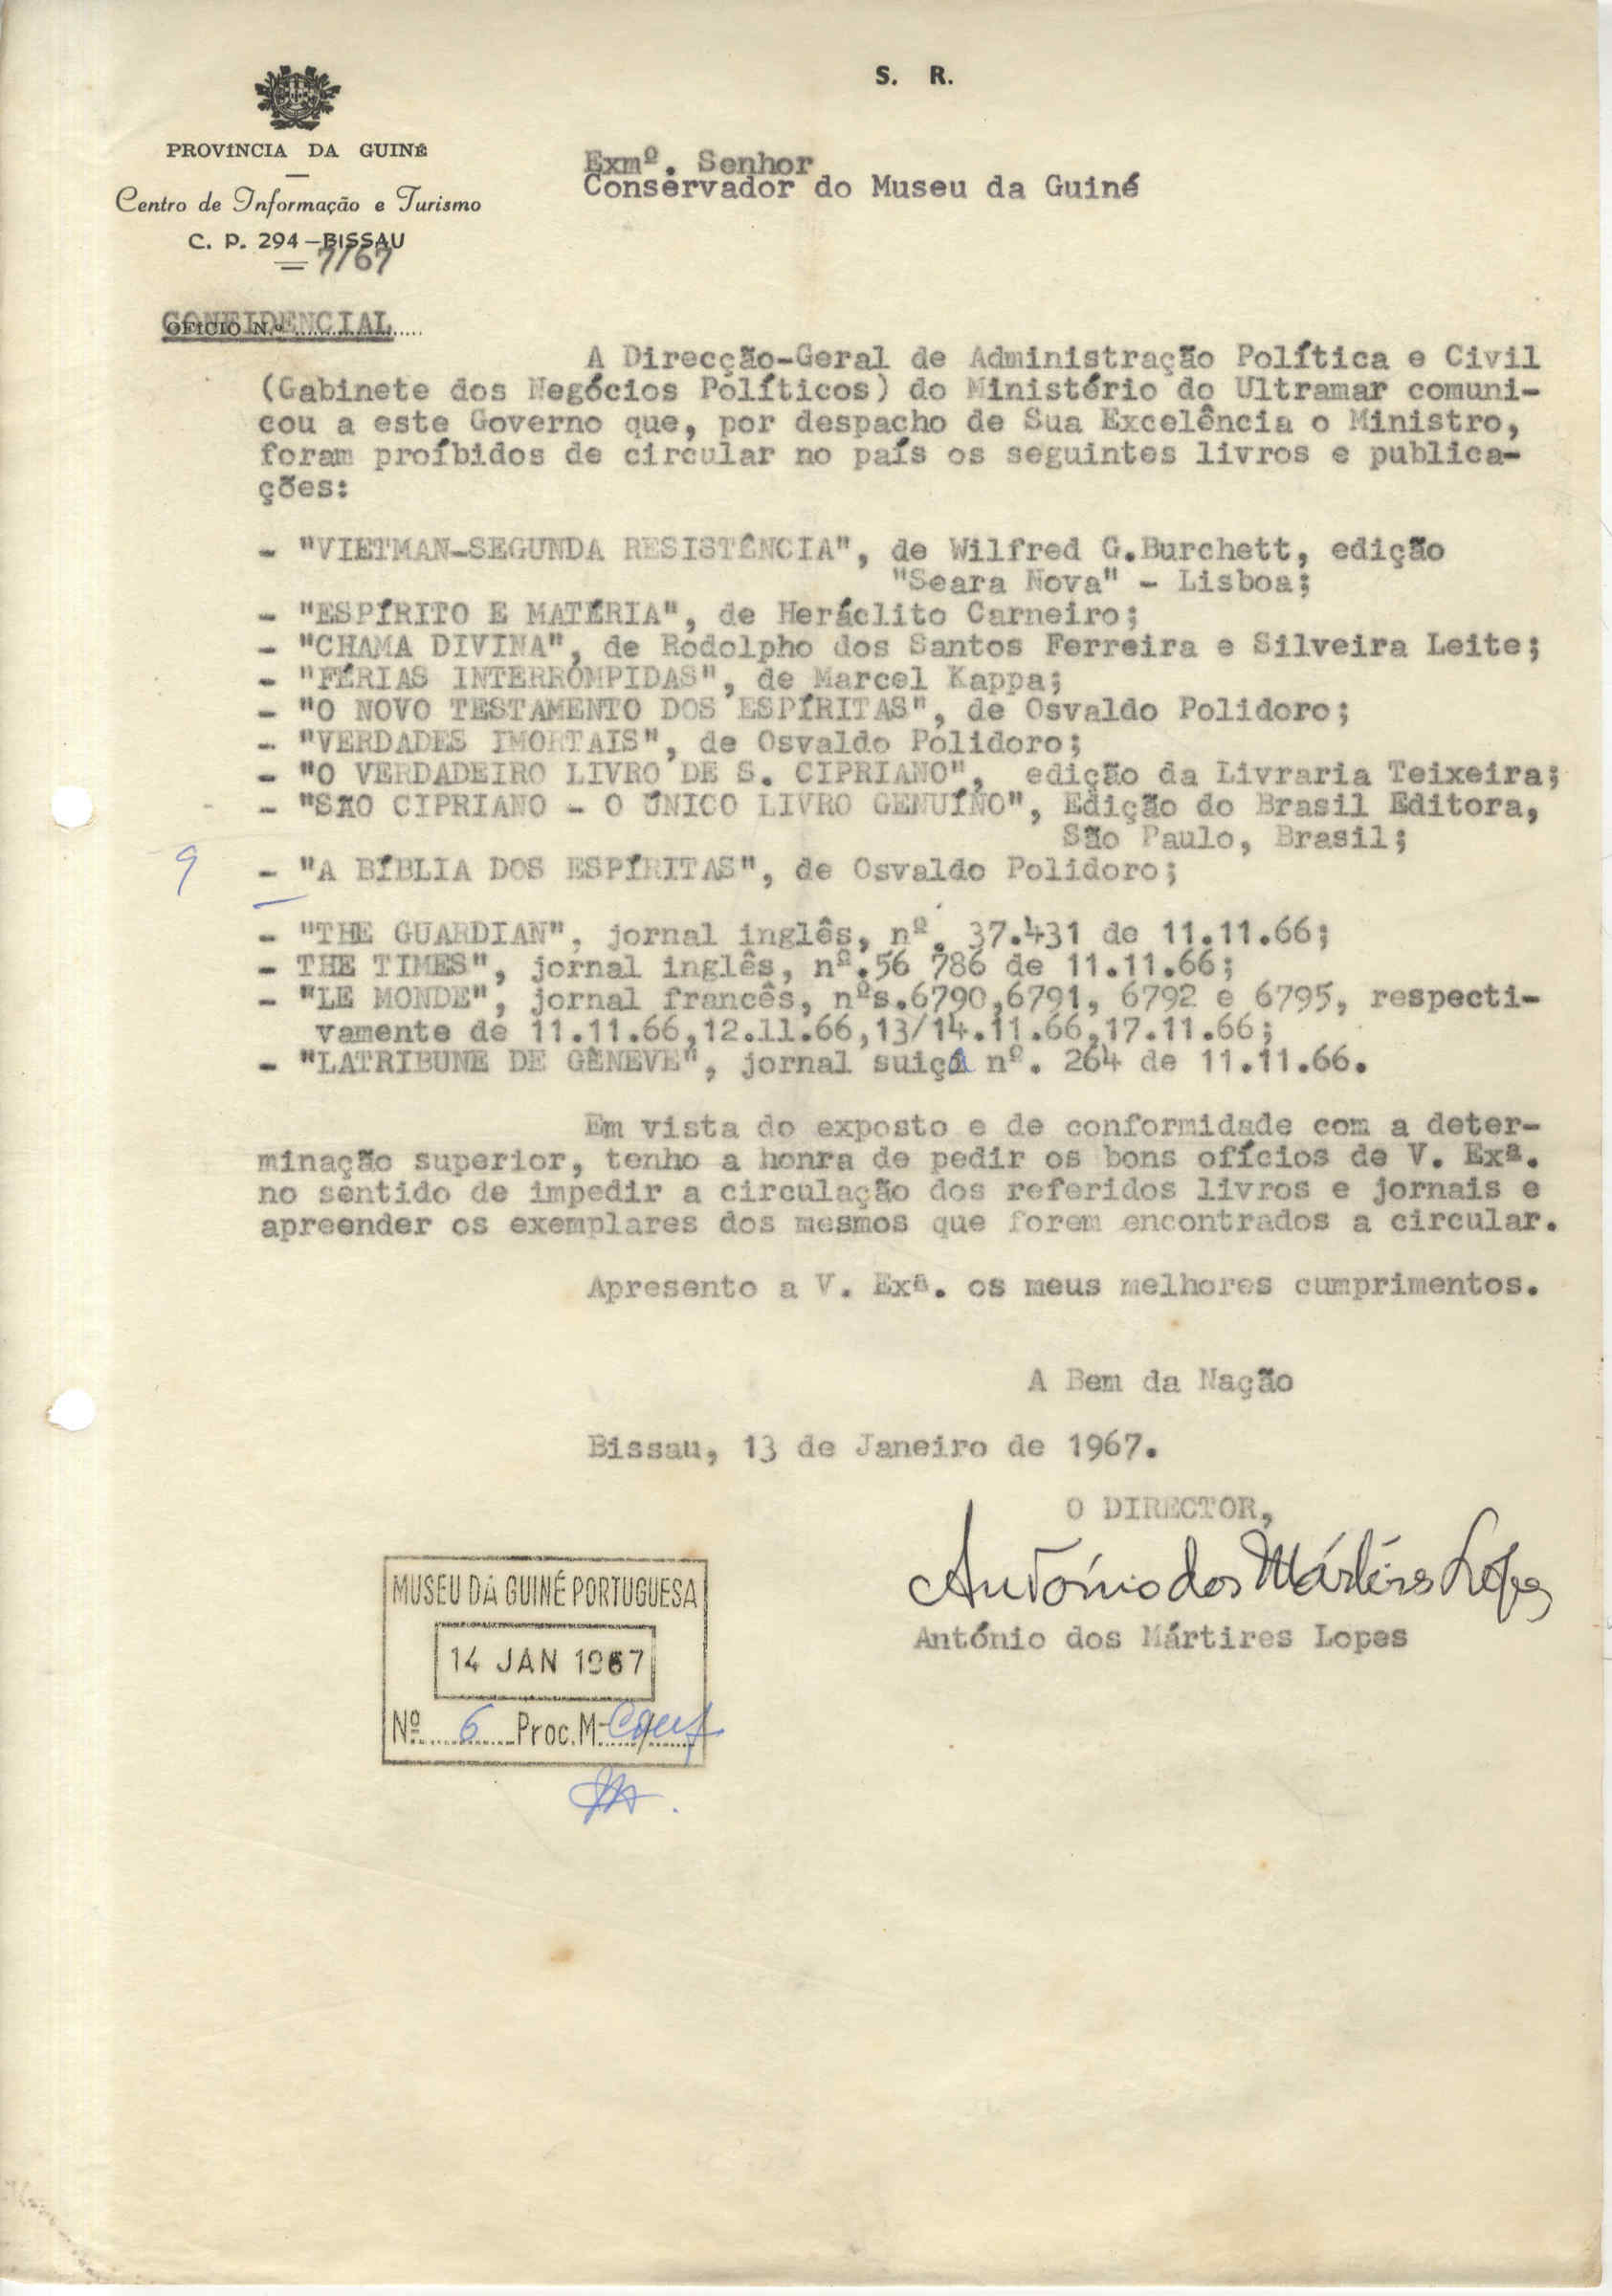 S. R.
PROVÍNCIA DA GUINÉ
Centro de Informação e Turismo
C. P. 294 – BISSAU
7/67
CONFIDENCIAL
OFÍCIO N.º
Exmº. Senhor
Conservador do Museu da Guiné
A Direcção-Geral de Administração Política e Civil
(Gabinete dos Negócios Políticos) do Ministério do Ultramar comuni-
cou a este Governo que, por despacho de Sua Excelência o Ministro,
foram proíbidos de circular no país os seguintes livros e publica-
ções:
- "VIETMAN-SEGUNDA RESISTÊNCIA", de Wilfred G.Burchett, edição
"Seara Nova" - Lisboa;
- "ESPÍRITO E MATÉRIA", de Heráclito Carneiro;
- "CHAMA DIVINA", de Rodolpho dos Santos Ferreira e Silveira Leite;
- "FÉRIAS INTERROMPIDAS", de Marcel Kappa;
- "O NOVO TESTAMENTO DOS ESPÍRITAS", de Osvaldo Polidoro;
- "VERDADES IMORTAIS", de Osvaldo Polidoro;
- "O VERDADEIRO LIVRO DE S. CIPRIANO", edição da Livraria Teixeira;
- "SÃO CIPRIANO - O ÚNICO LIVRO GENUÍNO", Edição do Brasil Editora,
São Paulo, Brasil;
9
- "A BÍBLIA DOS ESPÍRITAS", de Osvaldo Polidoro;
- "THE GUARDIAN", jornal inglês, nº. 37.431 de 11.11.66;
- THE TIMES", jornal inglês, nº.56 786 de 11.11.66;
- "LE MONDE", jornal francês, nºs.6790,6791, 6792 e 6795, respecti-
vamente de 11.11.66,12.11.66,13/14.11.66,17.11.66;
- "LATRIBUNE DE GÊNEVE", jornal suiço nº. 264 de 11.11.66.
Em vista do exposto e de conformidade com a deter-
minação superior, tenho a honra de pedir os bons ofícios de V. Exª.
no sentido de impedir a circulação dos referidos livros e jornais e
apreender os exemplares dos mesmos que forem encontrados a circular.
Apresento a V. Exª. os meus melhores cumprimentos.
A Bem da Nação
Bissau, 13 de Janeiro de 1967.
O DIRECTOR,
António dos Mártires Lopes
António dos Mártires Lopes
MUSEU DA GUINÉ PORTUGUESA
14 JAN 1967
Nº 6 Proc. M- Conf